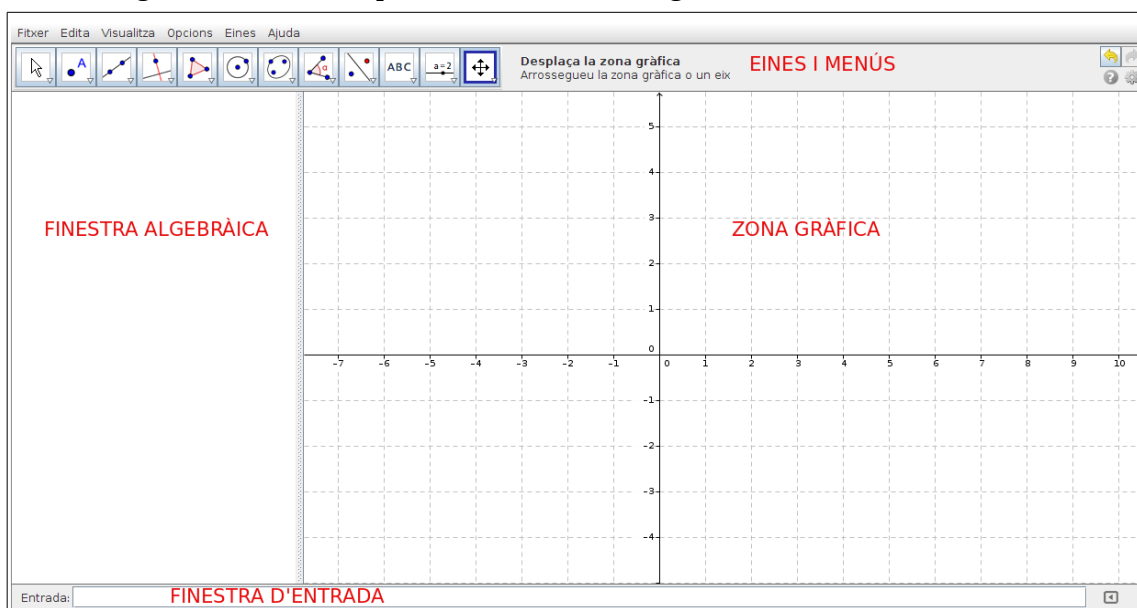 Fitxer Edita Visualitza Opcions Eines Ajuda
A α ABC a=2
Desplaça la zona gràfica
Arrossegueu la zona gràfica o un eix
EINES I MENÚS
FINESTRA ALGEBRÀICA
ZONA GRÀFICA
5
4
3
2
1
0
-7 -6 -5 -4 -3 -2 -1 0 1 2 3 4 5 6 7 8 9 10
-1
-2
-3
-4
Entrada:
FINESTRA D'ENTRADA